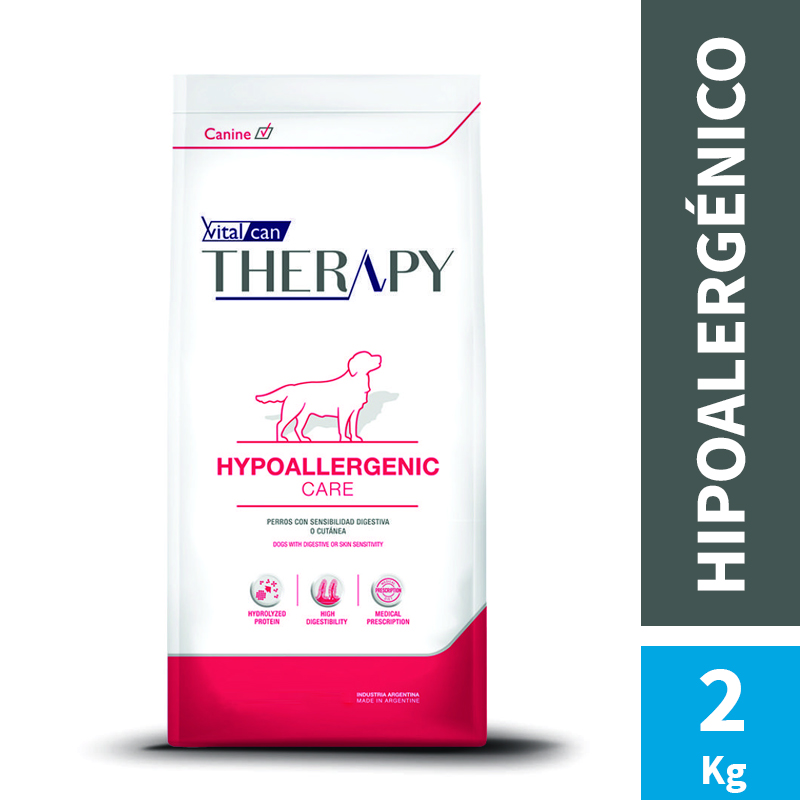 Canine
Vital can
THERAPY
HYPOALLERGENIC
CARE
PERROS CON SENSIBILIDAD DIGESTIVA
O CUTÁNEA
DOGS WITH DIGESTIVE OR SKIN SENSITIVITY
HYDROLYZED
PROTEIN
HIGH
DIGESTIBILITY
PRESCRIPTION
MEDICAL
PRESCRIPTION
INDUSTRIA ARGENTINA
MADE IN ARGENTINE
HIPOALERGÉNICO
2
Kg